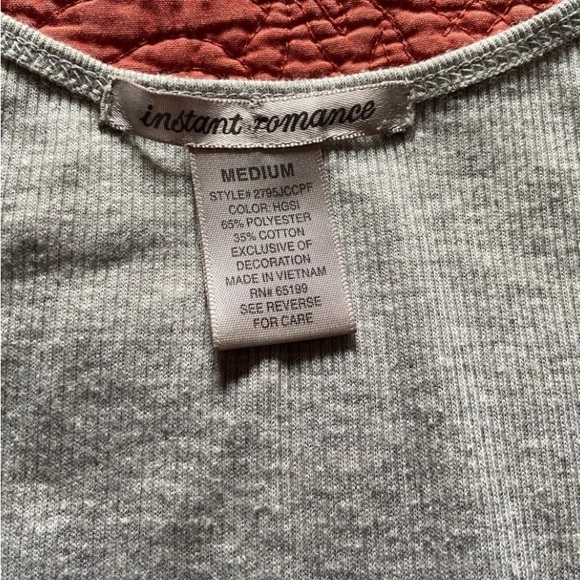 instant romance
MEDIUM
STYLE# 2795JCCPF
COLOR: HGSI
65% POLYESTER
35% COTTON
EXCLUSIVE OF
DECORATION
MADE IN VIETNAM
RN# 65199
SEE REVERSE
FOR CARE